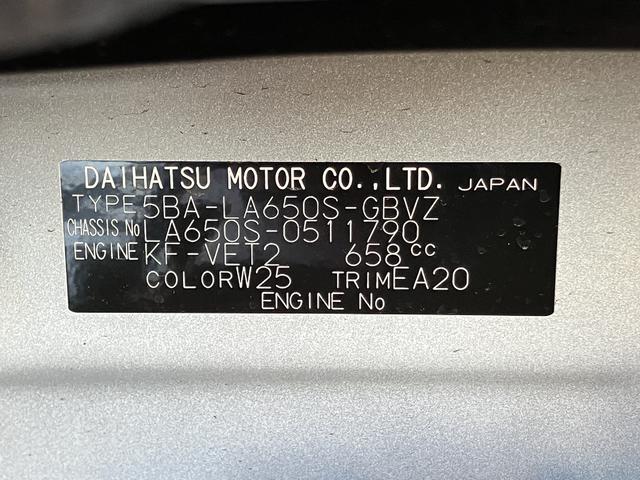 DAIHATSU MOTOR CO.,LTD. JAPAN
TYPE 5BA-LA650S-GBVZ
CHASSIS No LA650S-0511790
ENGINE KF-VET2 658cc
COLOR W25 TRIM EA20
ENGINE No